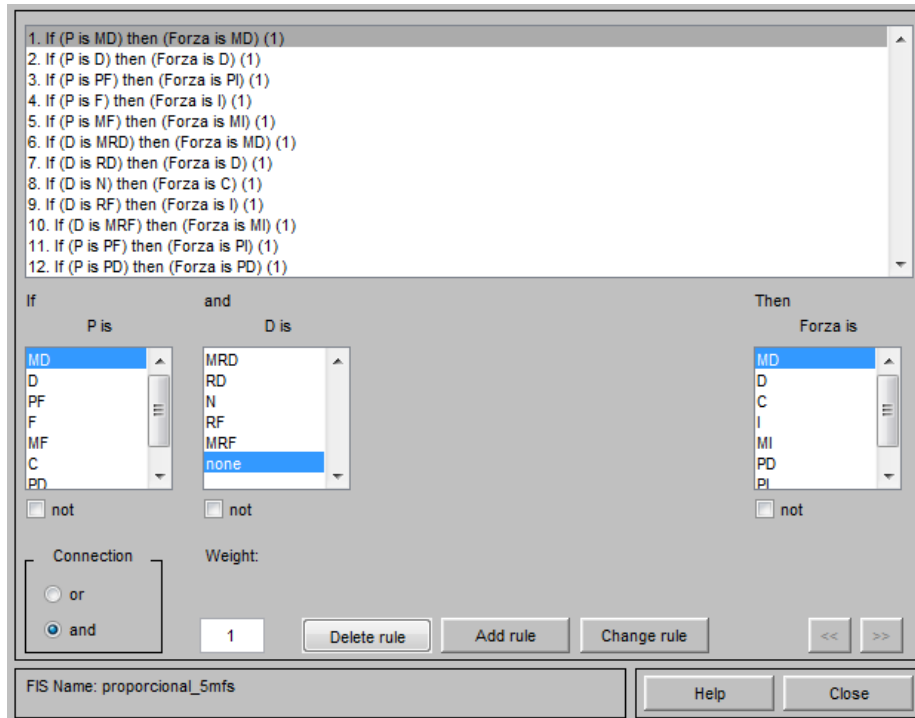 1. If (P is MD) then (Forza is MD) (1)
2. If (P is D) then (Forza is D) (1)
3. If (P is PF) then (Forza is PI) (1)
4. If (P is F) then (Forza is I) (1)
5. If (P is MF) then (Forza is MI) (1)
6. If (D is MRD) then (Forza is MD) (1)
7. If (D is RD) then (Forza is D) (1)
8. If (D is N) then (Forza is C) (1)
9. If (D is RF) then (Forza is I) (1)
10. If (D is MRF) then (Forza is MI) (1)
11. If (P is PF) then (Forza is PI) (1)
12. If (P is PD) then (Forza is PD) (1)
If
P is
MD
D
PF
F
MF
C
PD
not
and
D is
MRD
RD
N
RF
MRF
none
not
Then
Forza is
MD
D
C
I
MI
PD
PI
not
Connection
or
and
Weight:
1
Delete rule
Add rule
Change rule
<<
>>
FIS Name: proporcional_5mfs
Help
Close